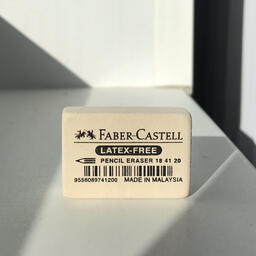 FABER-CASTELL
LATEX-FREE
PENCIL ERASER 18 41 20
9556089741200 MADE IN MALAYSIA